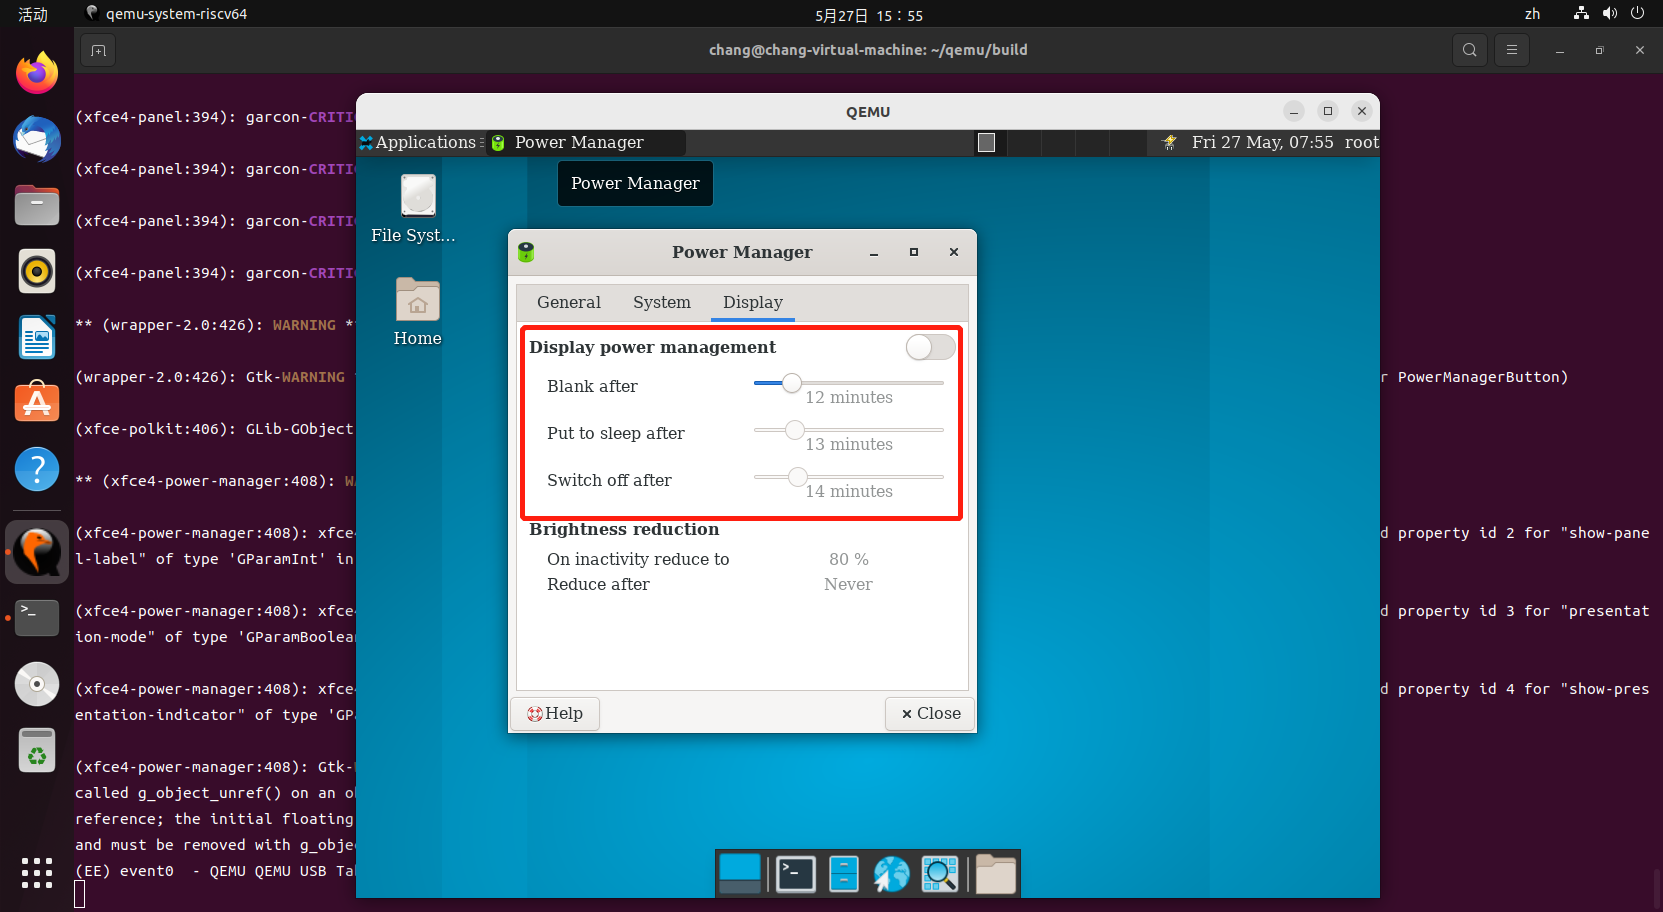 活动
qemu-system-riscv64
5月27日 15：55
zh
chang@chang-virtual-machine: ~/qemu/build
(xfce4-panel:394): garcon-CRITI
(xfce4-panel:394): garcon-CRITI
(xfce4-panel:394): garcon-CRITI
(xfce4-panel:394): garcon-CRITI
** (wrapper-2.0:426): WARNING *
(wrapper-2.0:426): Gtk-WARNING
r PowerManagerButton)
(xfce-polkit:406): GLib-GObject
** (xfce4-power-manager:408): W
(xfce4-power-manager:408): xfce
d property id 2 for "show-pane
l-label" of type 'GParamInt' in
(xfce4-power-manager:408): xfce
d property id 3 for "presentat
ion-mode" of type 'GParamBoolea
(xfce4-power-manager:408): xfce
d property id 4 for "show-pres
entation-indicator" of type 'GP
(xfce4-power-manager:408): Gtk-
called g_object_unref() on an o
reference; the initial floating
and must be removed with g_obje
(EE) event0  - QEMU QEMU USB Ta
QEMU
Applications
Power Manager
Fri 27 May, 07:55
root
Power Manager
File Syst...
Home
Power Manager
General
System
Display
Display power management
Blank after
12 minutes
Put to sleep after
13 minutes
Switch off after
14 minutes
Brightness reduction
On inactivity reduce to
80 %
Reduce after
Never
Help
Close